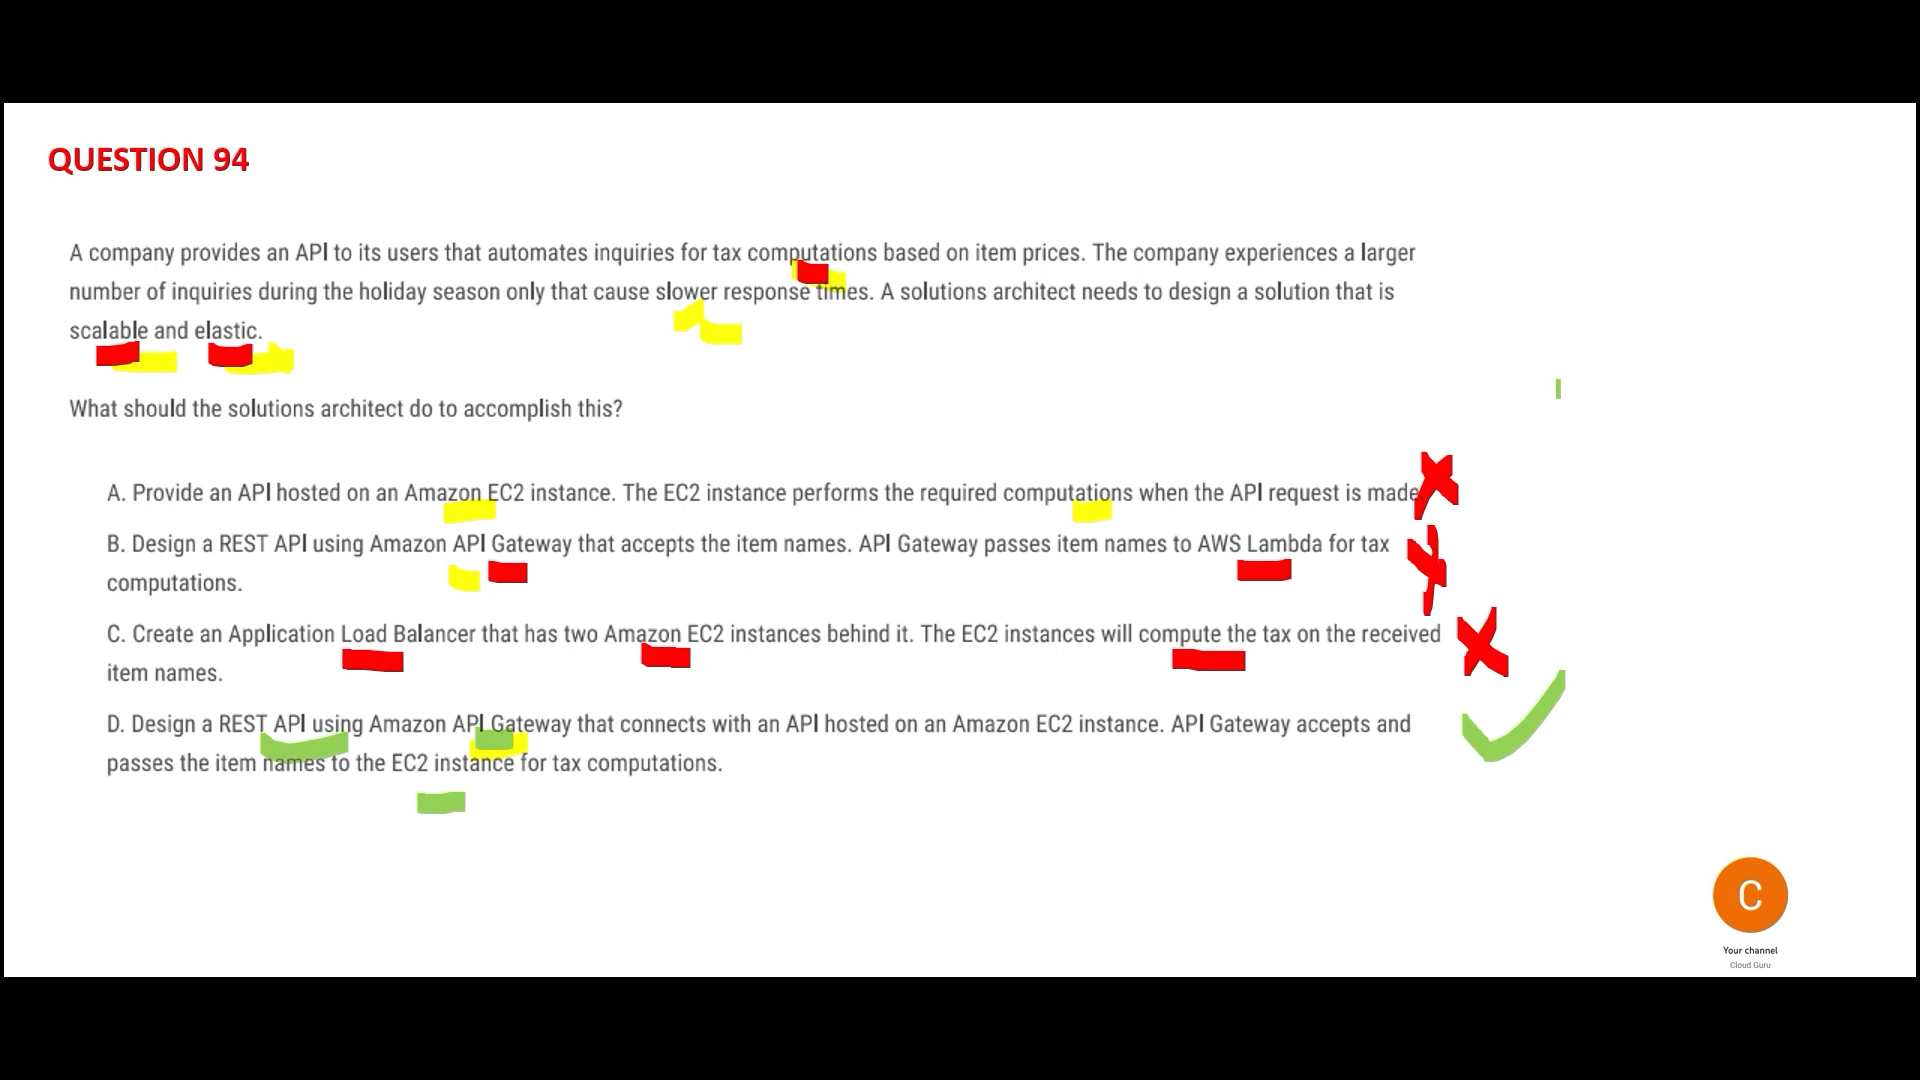 QUESTION 94
A company provides an API to its users that automates inquiries for tax computations based on item prices. The company experiences a larger
number of inquiries during the holiday season only that cause slower response times. A solutions architect needs to design a solution that is
scalable and elastic.
What should the solutions architect do to accomplish this?
A. Provide an API hosted on an Amazon EC2 instance. The EC2 instance performs the required computations when the API request is made.
B. Design a REST API using Amazon API Gateway that accepts the item names. API Gateway passes item names to AWS Lambda for tax
computations.
C. Create an Application Load Balancer that has two Amazon EC2 instances behind it. The EC2 instances will compute the tax on the received
item names.
D. Design a REST API using Amazon API Gateway that connects with an API hosted on an Amazon EC2 instance. API Gateway accepts and
passes the item names to the EC2 instance for tax computations.
C
Your channel
Cloud Guru